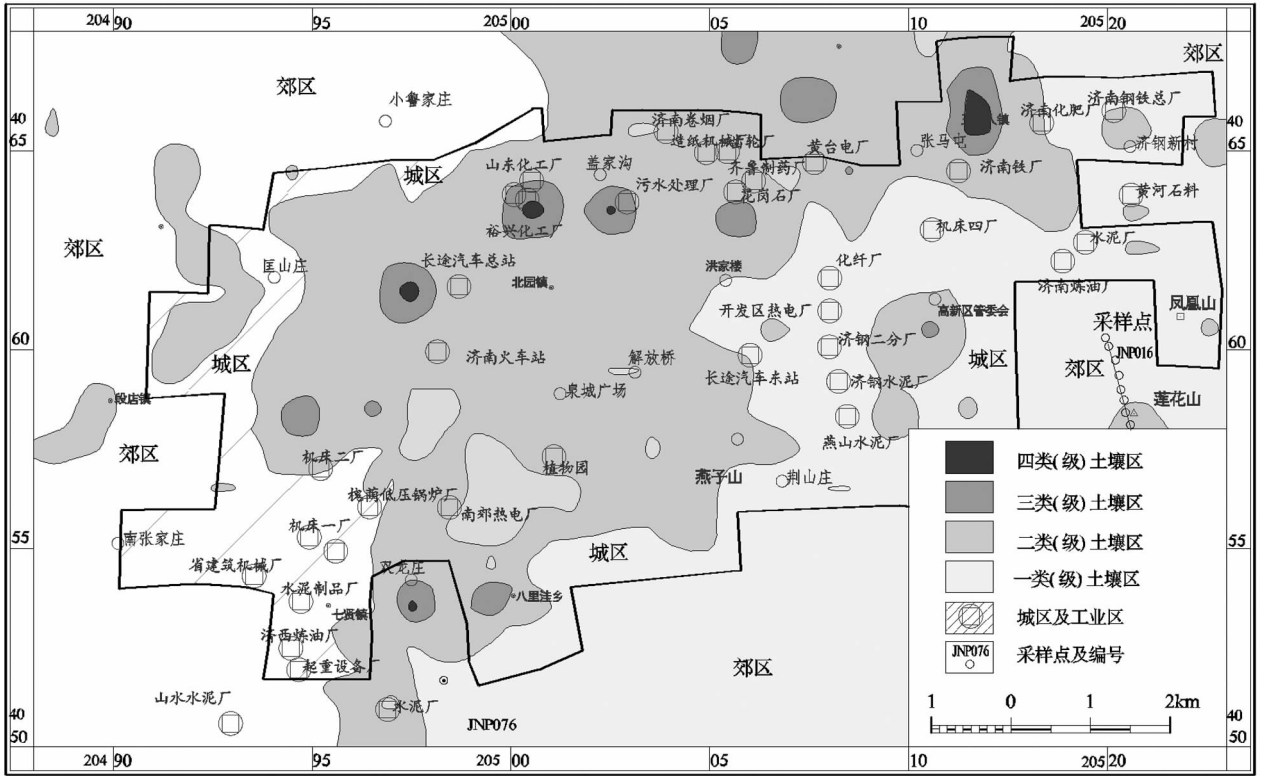 204 90
95
205 00
05
10
205 20
郊区
郊区
小鲁家庄
济南钢铁总厂
济南化肥厂
40
65
40
65
济南卷烟厂
造纸机械
轮厂
黄台电厂
张马屯
济钢新村
城区
山东化工厂
盖家沟
齐鲁制药厂
济南铁厂
污水处理厂
花岗石厂
黄河石料
裕兴化工厂
机床四厂
水泥厂
郊区
匡山庄
长途汽车总站
洪家楼
化纤厂
北园镇
济南炼油厂
凤凰山
开发区热电厂
高新区管委会
采样点
60
60
济钢二分厂
城区
郊区
JNP016
城区
济南火车站
解放桥
长途汽车东站
济钢水泥厂
泉城广场
段店镇
莲花山
燕山水泥厂
郊区
机床二厂
植物园
燕子山
荆山庄
槐荫低压锅炉厂
南郊热电厂
机床一厂
南张家庄
55
55
城区
省建筑机械厂
双龙庄
水泥制品厂
八里洼乡
七贤镇
济西炼油厂
起重设备厂
郊区
山水水泥厂
水泥厂
JNP076
40
50
40
50
四类(级)土壤区
三类(级)土壤区
二类(级)土壤区
一类(级)土壤区
城区及工业区
JNP076 采样点及编号
1 0 1 2km
204 90
95
205 00
05
10
205 20